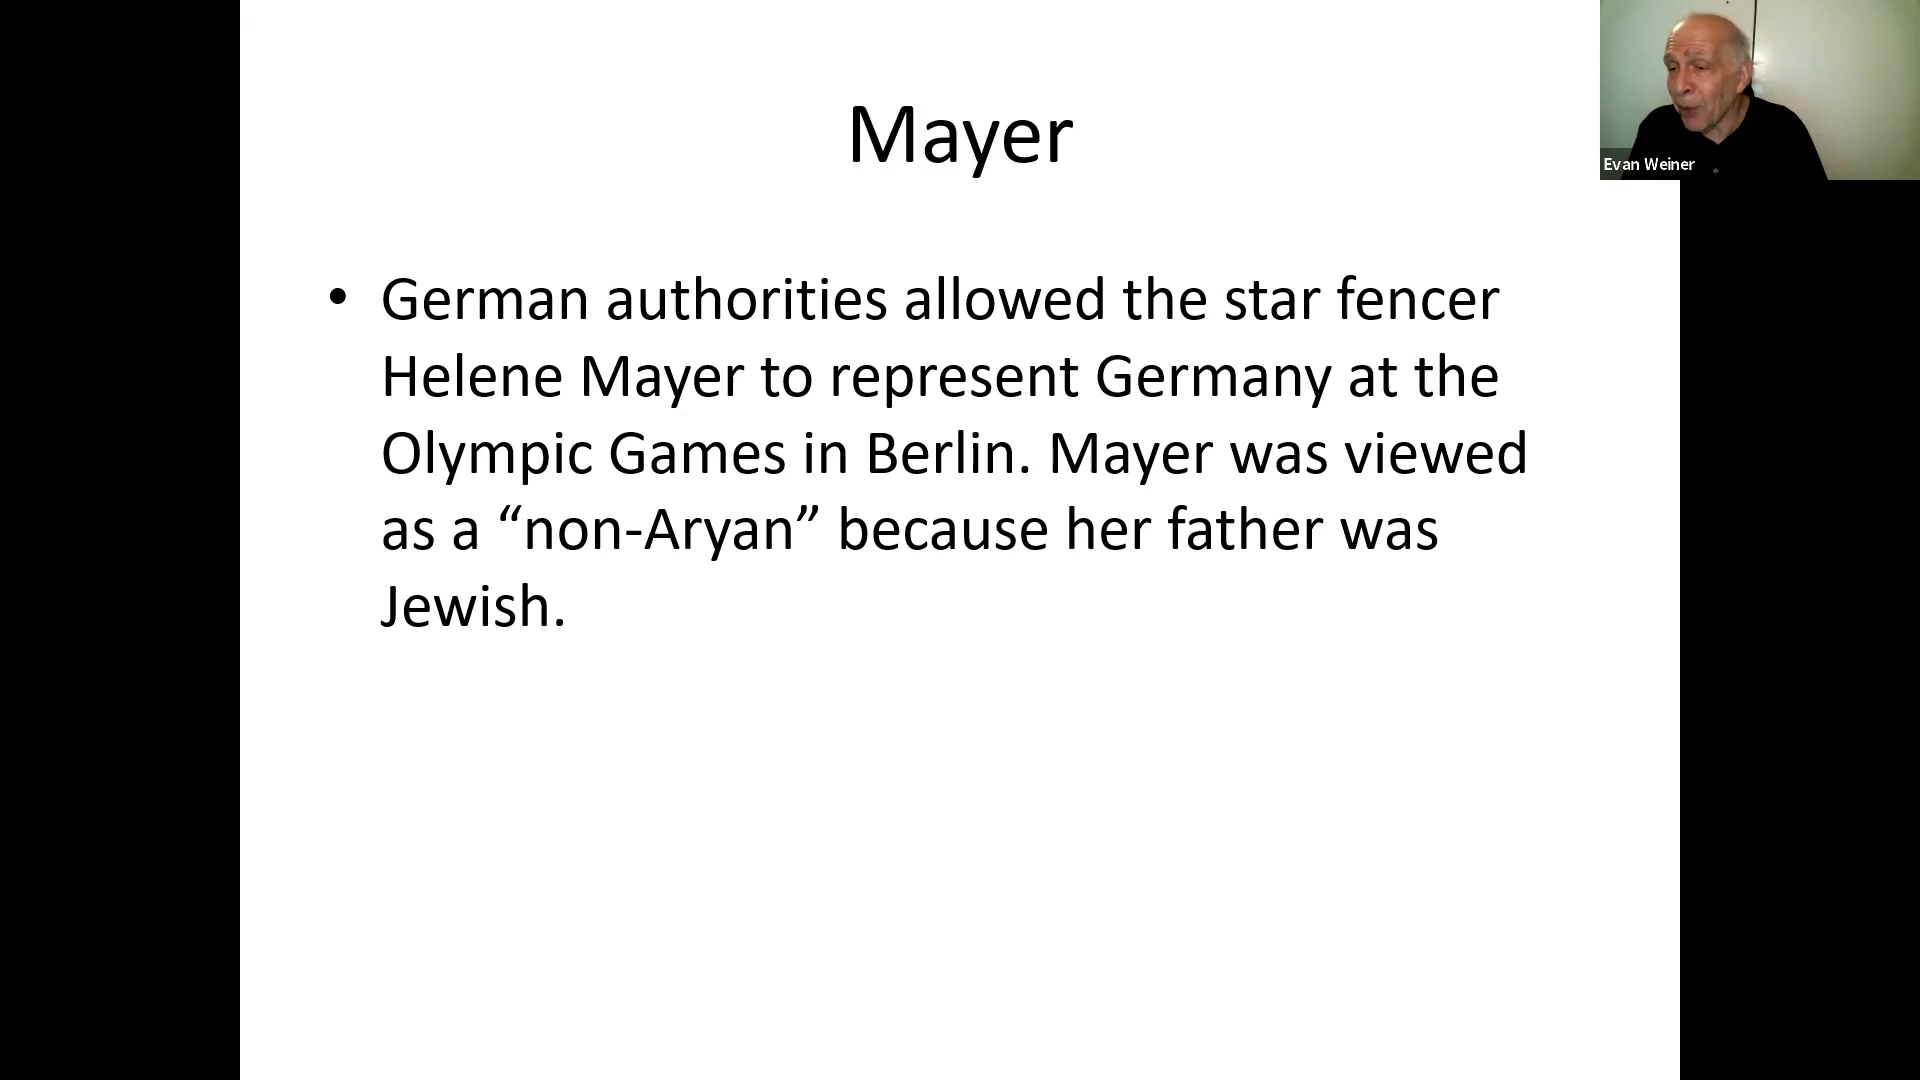 Mayer
• German authorities allowed the star fencer
Helene Mayer to represent Germany at the
Olympic Games in Berlin. Mayer was viewed
as a “non-Aryan” because her father was
Jewish.
Evan Weiner